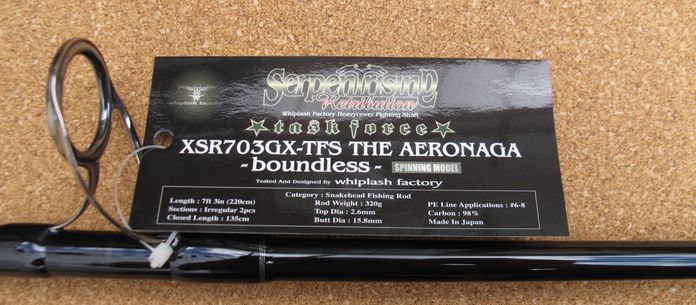 whiplash factory
Serpentrising
Retribution
Whiplash Factory Heavycover Fighting Shaft
task force
XSR703GX-TFS THE AERONAGA
-boundless- SPINNING MODEL
Tested And Designed By whiplash factory
Category : Snakehead Fishing Rod
Length : 7ft 3in (220cm) Rod Weight : 320g PE Line Applications : #6-8
Sections : Irregular 2pcs Top Dia : 2.6mm Carbon : 98%
Closed Length : 135cm Butt Dia : 15.8mm Made In Japan